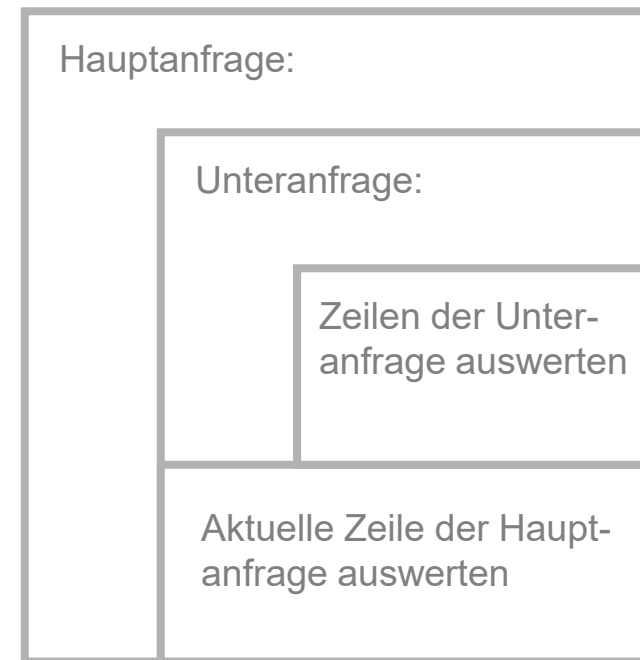 Hauptanfrage:
Unteranfrage:
Zeilen der Unter-
anfrage auswerten
Aktuelle Zeile der Haupt-
anfrage auswerten